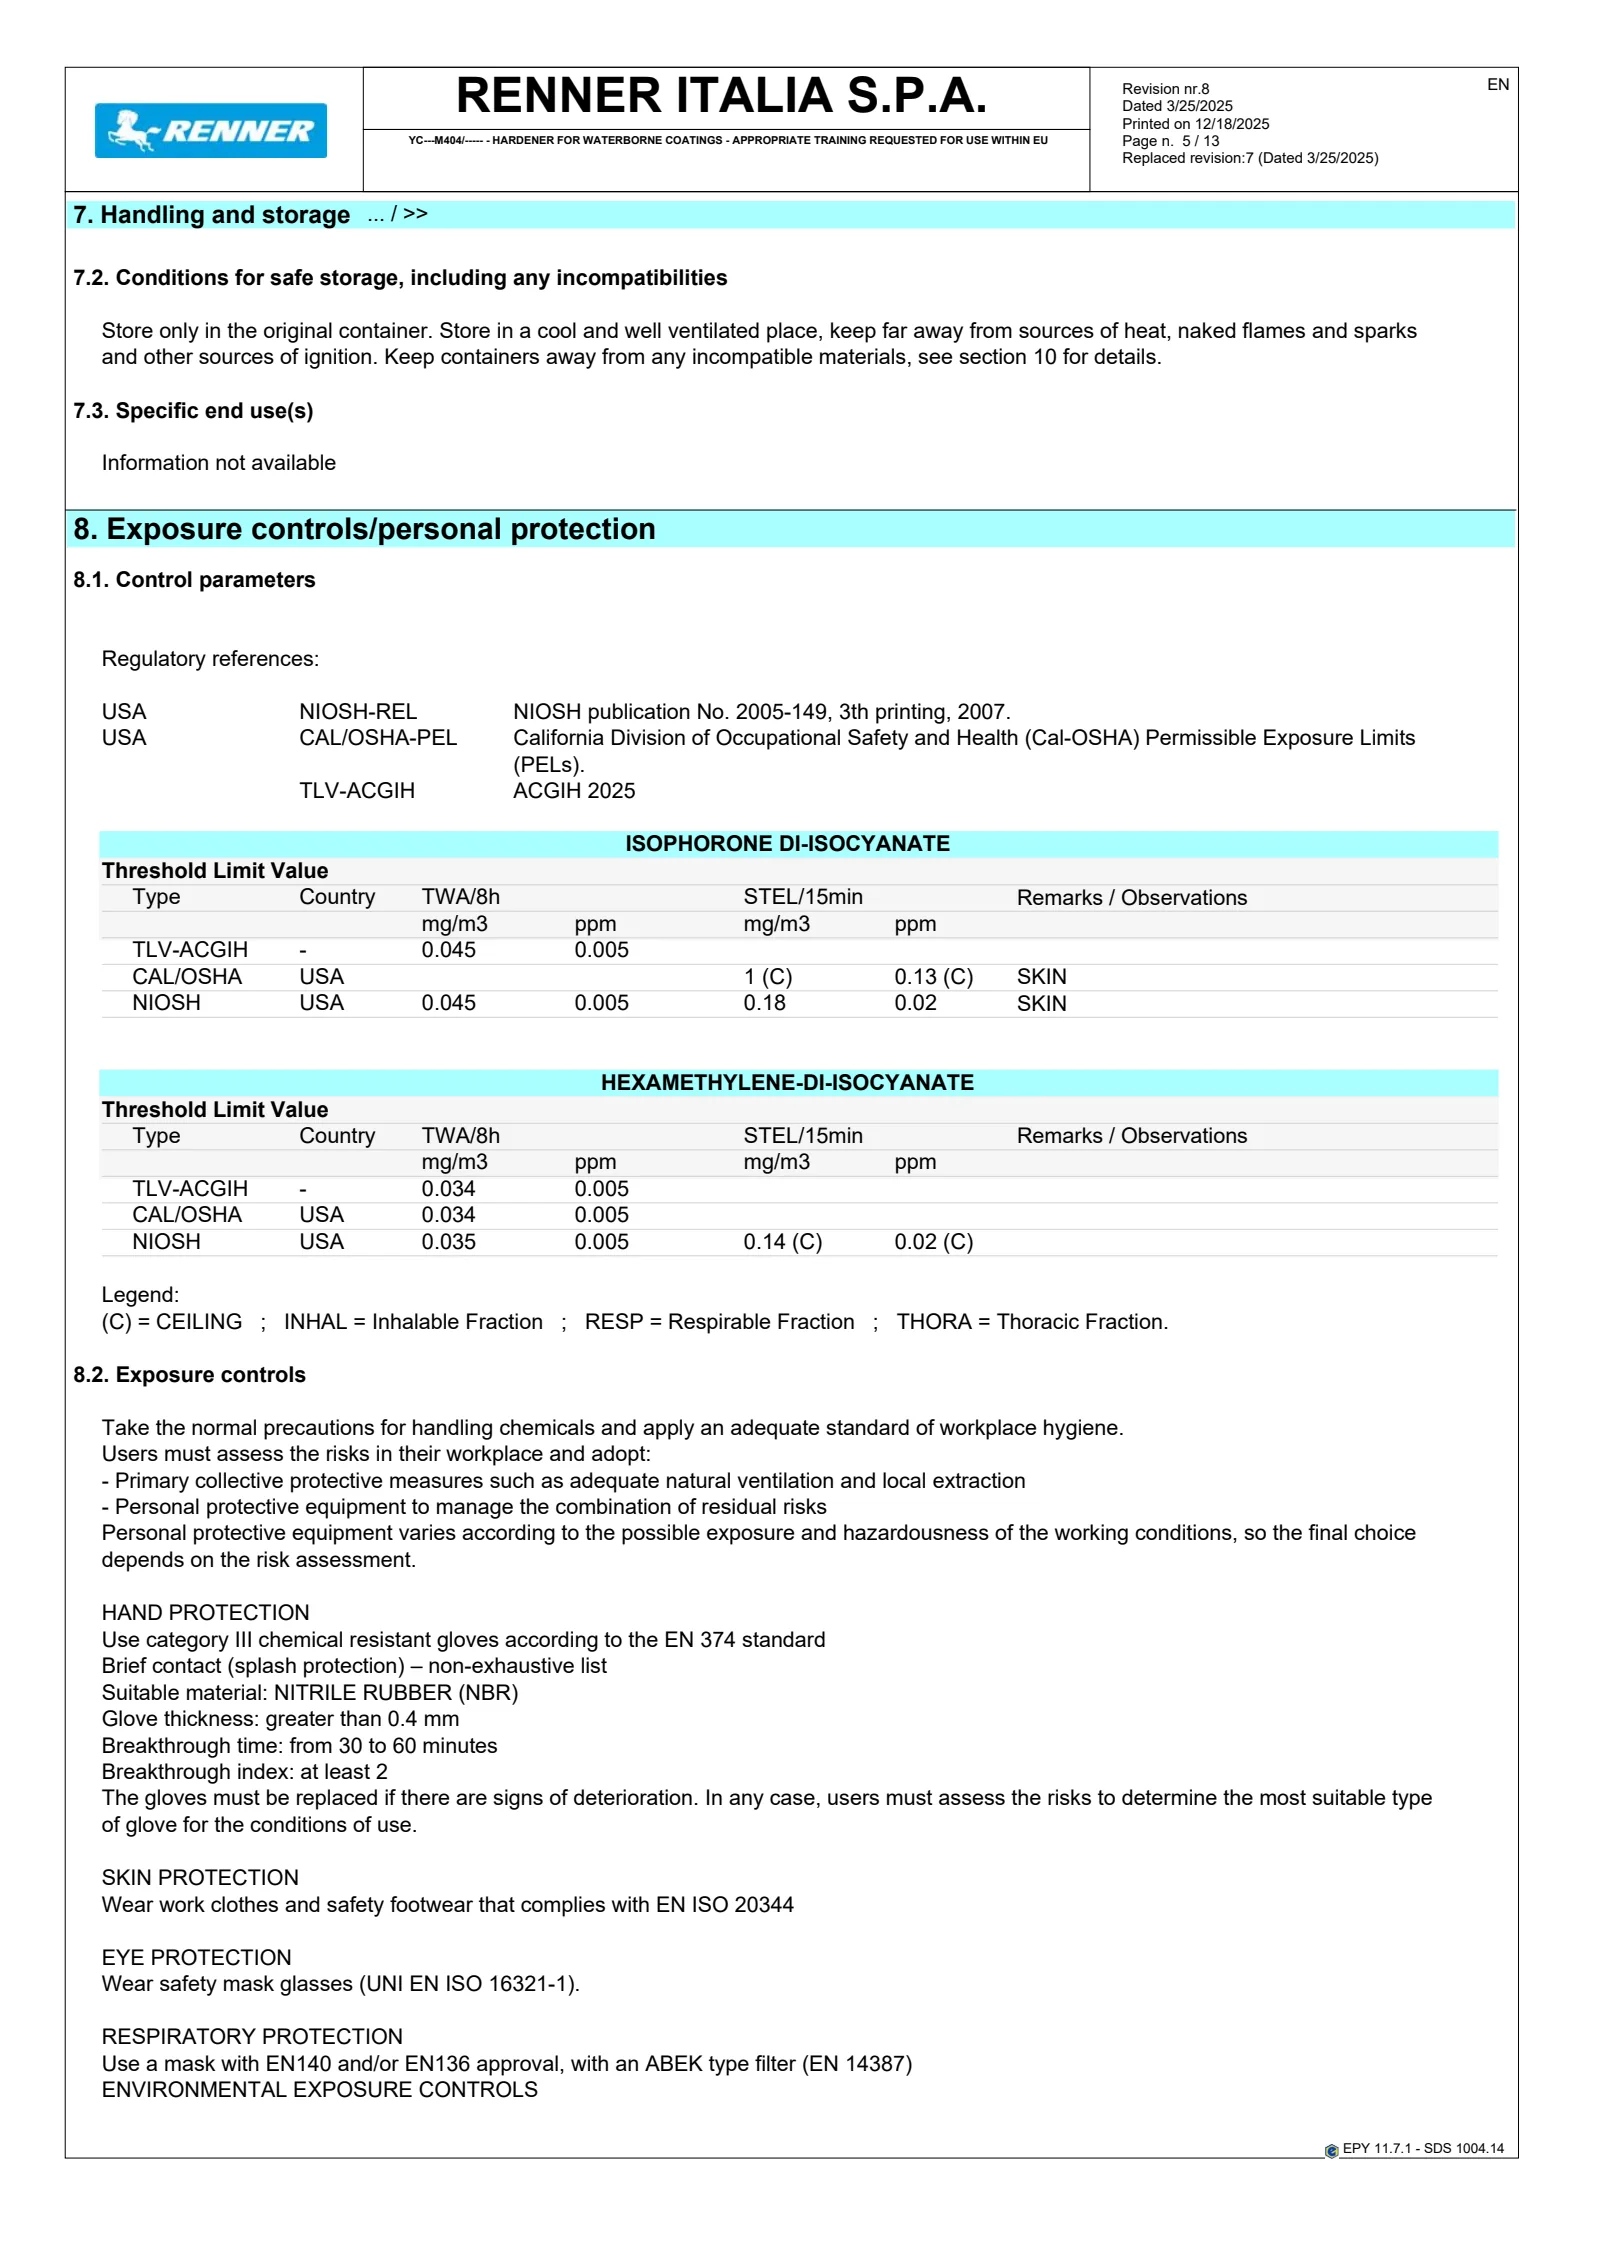 RENNER
RENNER ITALIA S.P.A.
YC---M404/----- - HARDENER FOR WATERBORNE COATINGS - APPROPRIATE TRAINING REQUESTED FOR USE WITHIN EU
EN
Revision nr.8
Dated 3/25/2025
Printed on 12/18/2025
Page n. 5 / 13
Replaced revision:7 (Dated 3/25/2025)
7. Handling and storage ... / >>
7.2. Conditions for safe storage, including any incompatibilities
Store only in the original container. Store in a cool and well ventilated place, keep far away from sources of heat, naked flames and sparks
and other sources of ignition. Keep containers away from any incompatible materials, see section 10 for details.
7.3. Specific end use(s)
Information not available
8. Exposure controls/personal protection
8.1. Control parameters
Regulatory references:
USA NIOSH-REL NIOSH publication No. 2005-149, 3th printing, 2007.
USA CAL/OSHA-PEL California Division of Occupational Safety and Health (Cal-OSHA) Permissible Exposure Limits
(PELs).
TLV-ACGIH ACGIH 2025
ISOPHORONE DI-ISOCYANATE
Threshold Limit Value
Type Country TWA/8h STEL/15min Remarks / Observations
mg/m3 ppm mg/m3 ppm
TLV-ACGIH - 0.045 0.005
CAL/OSHA USA 1 (C) 0.13 (C) SKIN
NIOSH USA 0.045 0.005 0.18 0.02 SKIN
HEXAMETHYLENE-DI-ISOCYANATE
Threshold Limit Value
Type Country TWA/8h STEL/15min Remarks / Observations
mg/m3 ppm mg/m3 ppm
TLV-ACGIH - 0.034 0.005
CAL/OSHA USA 0.034 0.005
NIOSH USA 0.035 0.005 0.14 (C) 0.02 (C)
Legend:
(C) = CEILING ; INHAL = Inhalable Fraction ; RESP = Respirable Fraction ; THORA = Thoracic Fraction.
8.2. Exposure controls
Take the normal precautions for handling chemicals and apply an adequate standard of workplace hygiene.
Users must assess the risks in their workplace and adopt:
- Primary collective protective measures such as adequate natural ventilation and local extraction
- Personal protective equipment to manage the combination of residual risks
Personal protective equipment varies according to the possible exposure and hazardousness of the working conditions, so the final choice
depends on the risk assessment.
HAND PROTECTION
Use category III chemical resistant gloves according to the EN 374 standard
Brief contact (splash protection) – non-exhaustive list
Suitable material: NITRILE RUBBER (NBR)
Glove thickness: greater than 0.4 mm
Breakthrough time: from 30 to 60 minutes
Breakthrough index: at least 2
The gloves must be replaced if there are signs of deterioration. In any case, users must assess the risks to determine the most suitable type
of glove for the conditions of use.
SKIN PROTECTION
Wear work clothes and safety footwear that complies with EN ISO 20344
EYE PROTECTION
Wear safety mask glasses (UNI EN ISO 16321-1).
RESPIRATORY PROTECTION
Use a mask with EN140 and/or EN136 approval, with an ABEK type filter (EN 14387)
ENVIRONMENTAL EXPOSURE CONTROLS
EPY 11.7.1 - SDS 1004.14